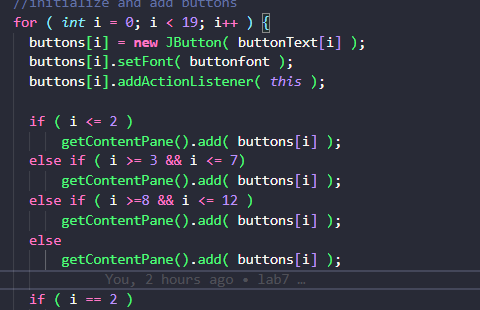 //initialize and add buttons
for ( int i = 0; i < 19; i++ ) {
buttons[i] = new JButton( buttonText[i] );
buttons[i].setFont( buttonfont );
buttons[i].addActionListener( this );
if ( i <= 2 )
getContentPane().add( buttons[i] );
else if ( i >= 3 && i <= 7)
getContentPane().add( buttons[i] );
else if ( i >=8 && i <= 12 )
getContentPane().add( buttons[i] );
else
getContentPane().add( buttons[i] );
You, 2 hours ago • lab7 …
if ( i == 2 )